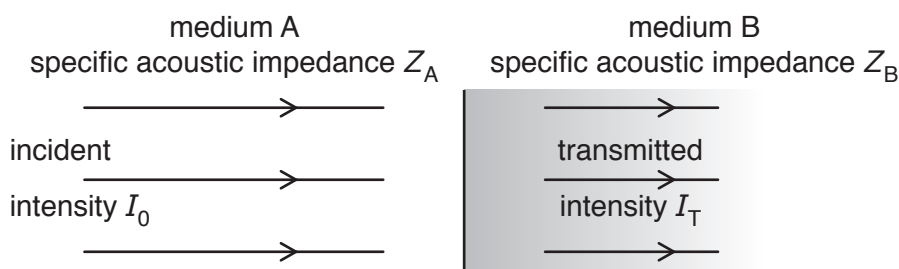 medium A
specific acoustic impedance Z_A
medium B
specific acoustic impedance Z_B
incident
intensity I_0
transmitted
intensity I_T